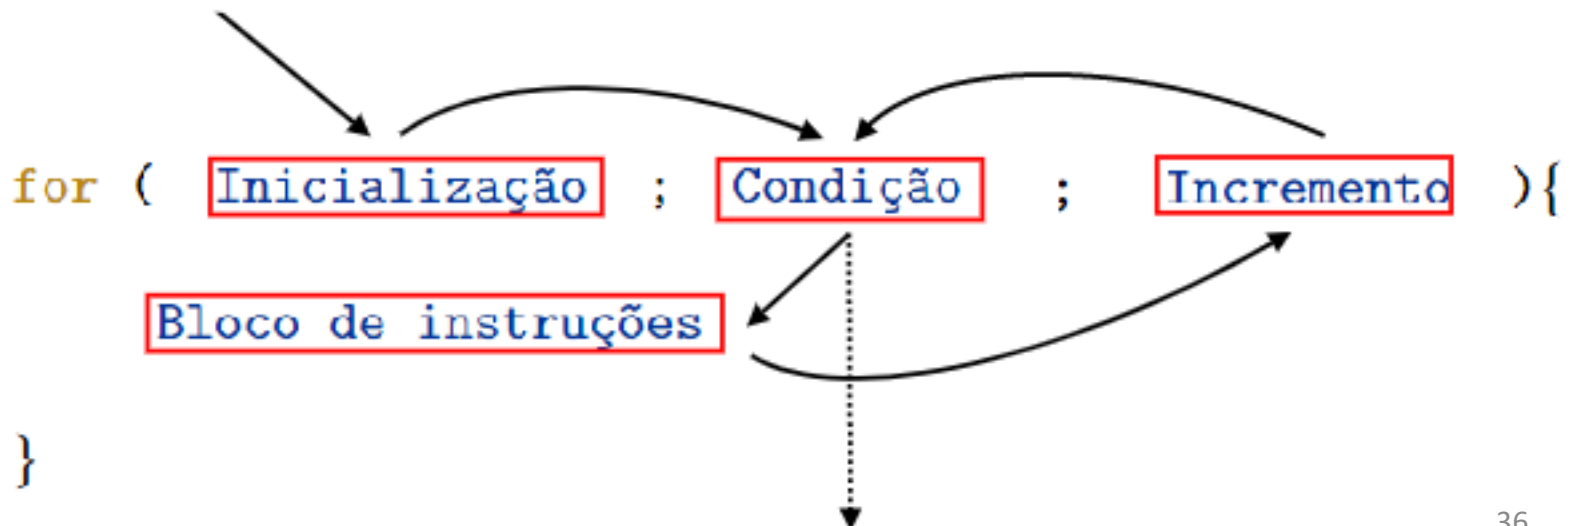 for ( Inicialização ; Condição ; Incremento ){
Bloco de instruções
}
36